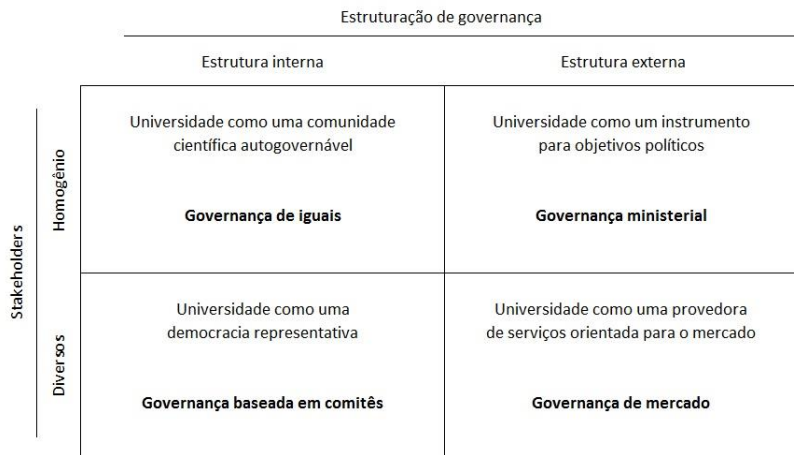 Estruturação de governança
Estrutura interna
Estrutura externa
Stakeholders
Homogênio
Universidade como uma comunidade
científica autogovernável
Governança de iguais
Universidade como um instrumento
para objetivos políticos
Governança ministerial
Diversos
Universidade como uma
democracia representativa
Governança baseada em comitês
Universidade como uma provedora
de serviços orientada para o mercado
Governança de mercado